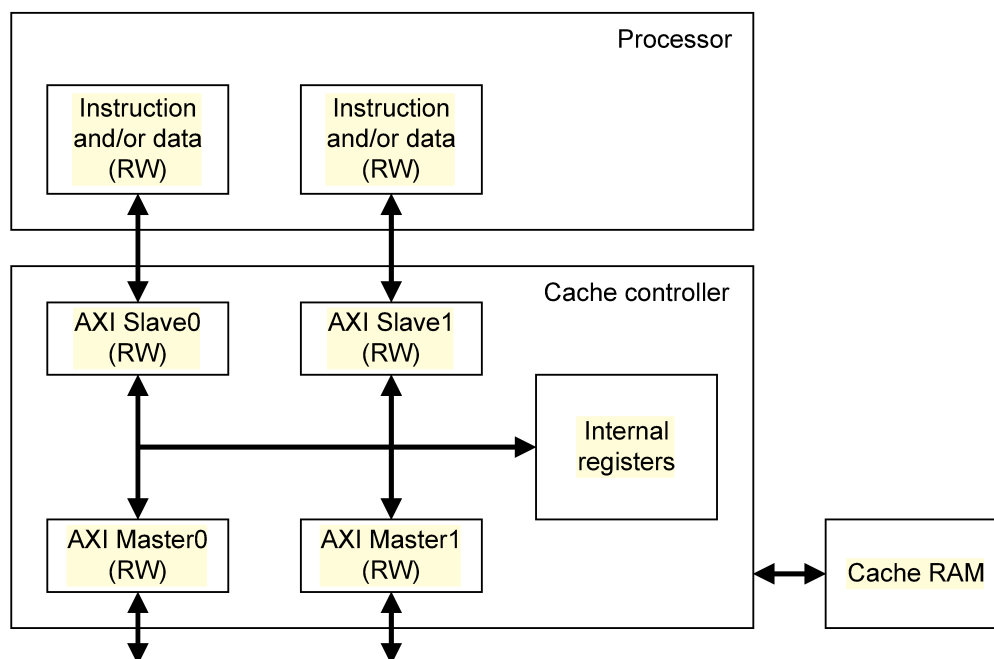 Processor
Instruction
and/or data
(RW)
Instruction
and/or data
(RW)
Cache controller
AXI Slave0
(RW)
AXI Slave1
(RW)
Internal
registers
AXI Master0
(RW)
AXI Master1
(RW)
Cache RAM